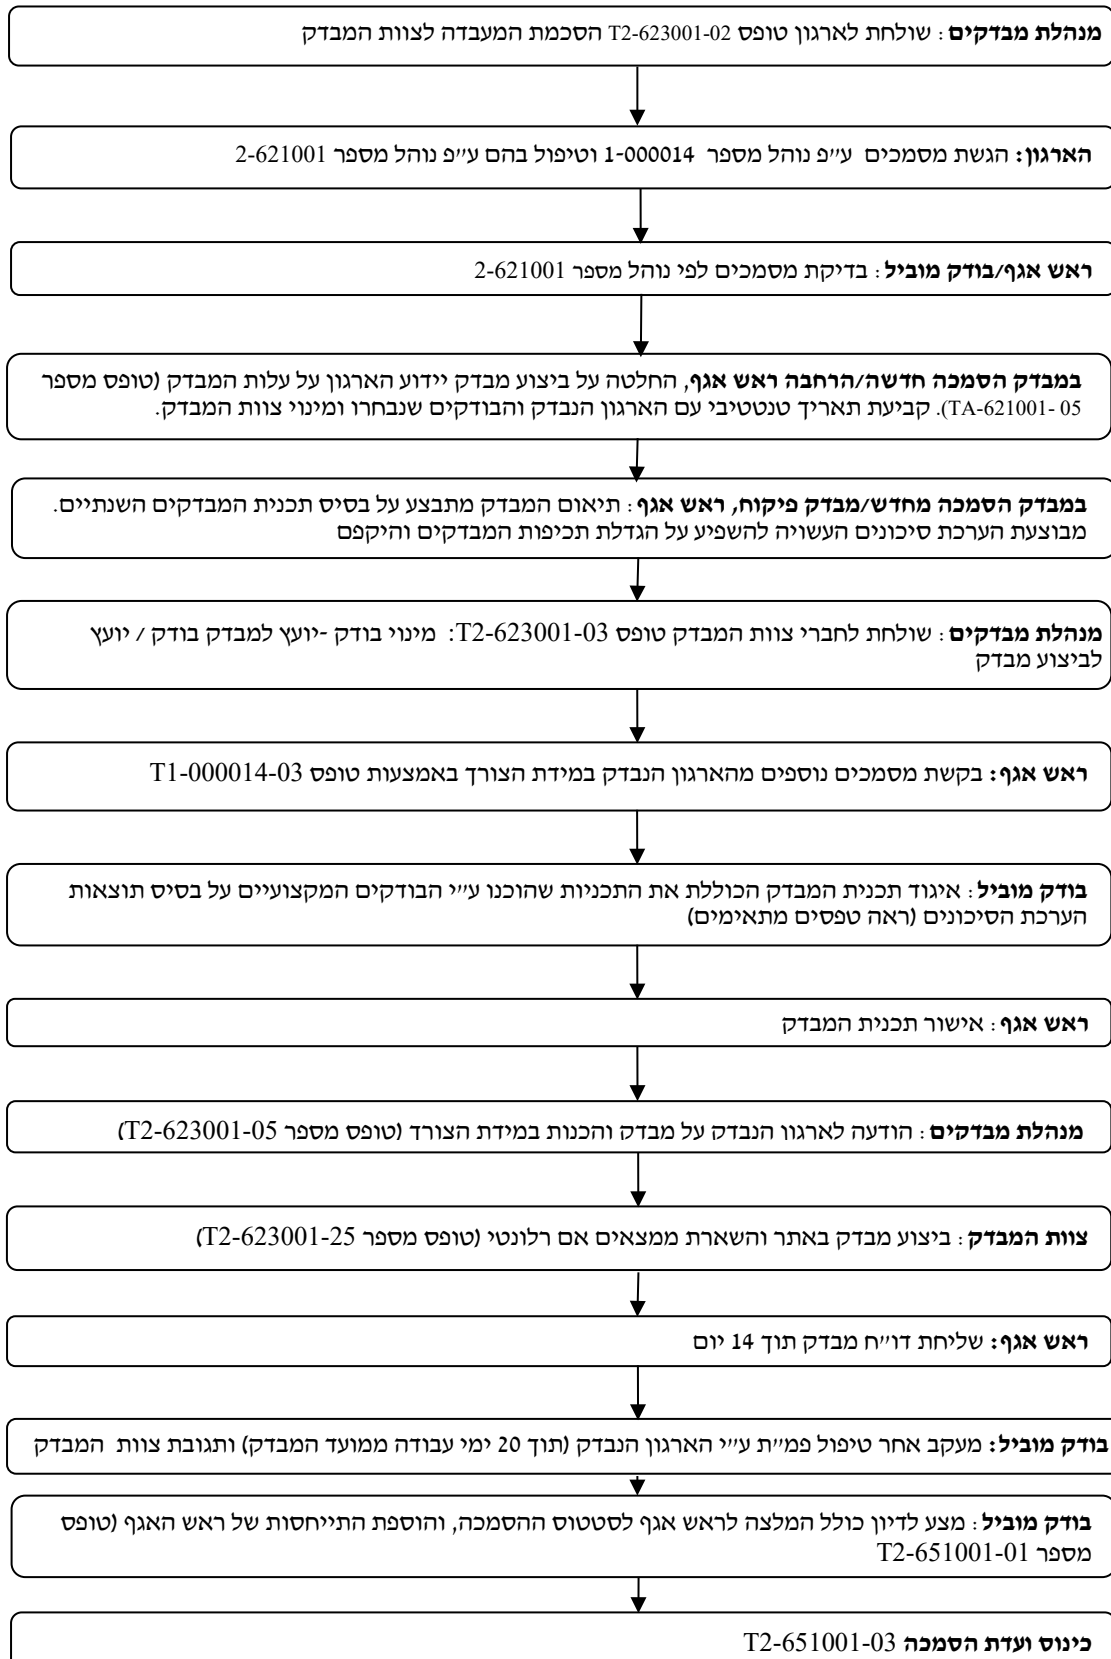 מנהלת מבדקים: שולחת לארגון טופס T2-623001-02 הסכמת המעבדה לצוות המבדק
הארגון: הגשת מסמכים ע״פ נוהל מספר 1-000014 וטיפול בהם ע״פ נוהל מספר 2-621001
ראש אגף/בודק מוביל: בדיקת מסמכים לפי נוהל מספר 2-621001
במבדק הסמכה חדשה/הרחבה ראש אגף, החלטה על ביצוע מבדק יידוע הארגון על עלות המבדק (טופס מספר
TA-621001- 05). קביעת תאריך טנטטיבי עם הארגון הנבדק והבודקים שנבחרו ומינוי צוות המבדק.
במבדק הסמכה מחדש/מבדק פיקוח, ראש אגף: תיאום המבדק מתבצע על בסיס תכנית המבדקים השנתיים.
מבוצעת הערכת סיכונים העשויה להשפיע על הגדלת תכיפות המבדקים והיקפם
מנהלת מבדקים: שולחת לחברי צוות המבדק טופס T2-623001-03: מינוי בודק -יועץ למבדק בודק / יועץ
לביצוע מבדק
ראש אגף: בקשת מסמכים נוספים מהארגון הנבדק במידת הצורך באמצעות טופס T1-000014-03
בודק מוביל: איגוד תכנית המבדק הכוללת את התכניות שהוכנו ע״י הבודקים המקצועיים על בסיס תוצאות
הערכת הסיכונים (ראה טפסים מתאימים)
ראש אגף: אישור תכנית המבדק
מנהלת מבדקים: הודעה לארגון הנבדק על מבדק והכנות במידת הצורך (טופס מספר T2-623001-05)
צוות המבדק: ביצוע מבדק באתר והשארת ממצאים אם רלונטי (טופס מספר T2-623001-25)
ראש אגף: שליחת דו״ח מבדק תוך 14 יום
בודק מוביל: מעקב אחר טיפול פמ״ת ע״י הארגון הנבדק (תוך 20 ימי עבודה ממועד המבדק) ותגובת צוות המבדק
בודק מוביל: מצע לדיון כולל המלצה לראש אגף לסטטוס ההסמכה, והוספת התייחסות של ראש האגף (טופס
מספר T2-651001-01
כינוס ועדת הסמכה T2-651001-03